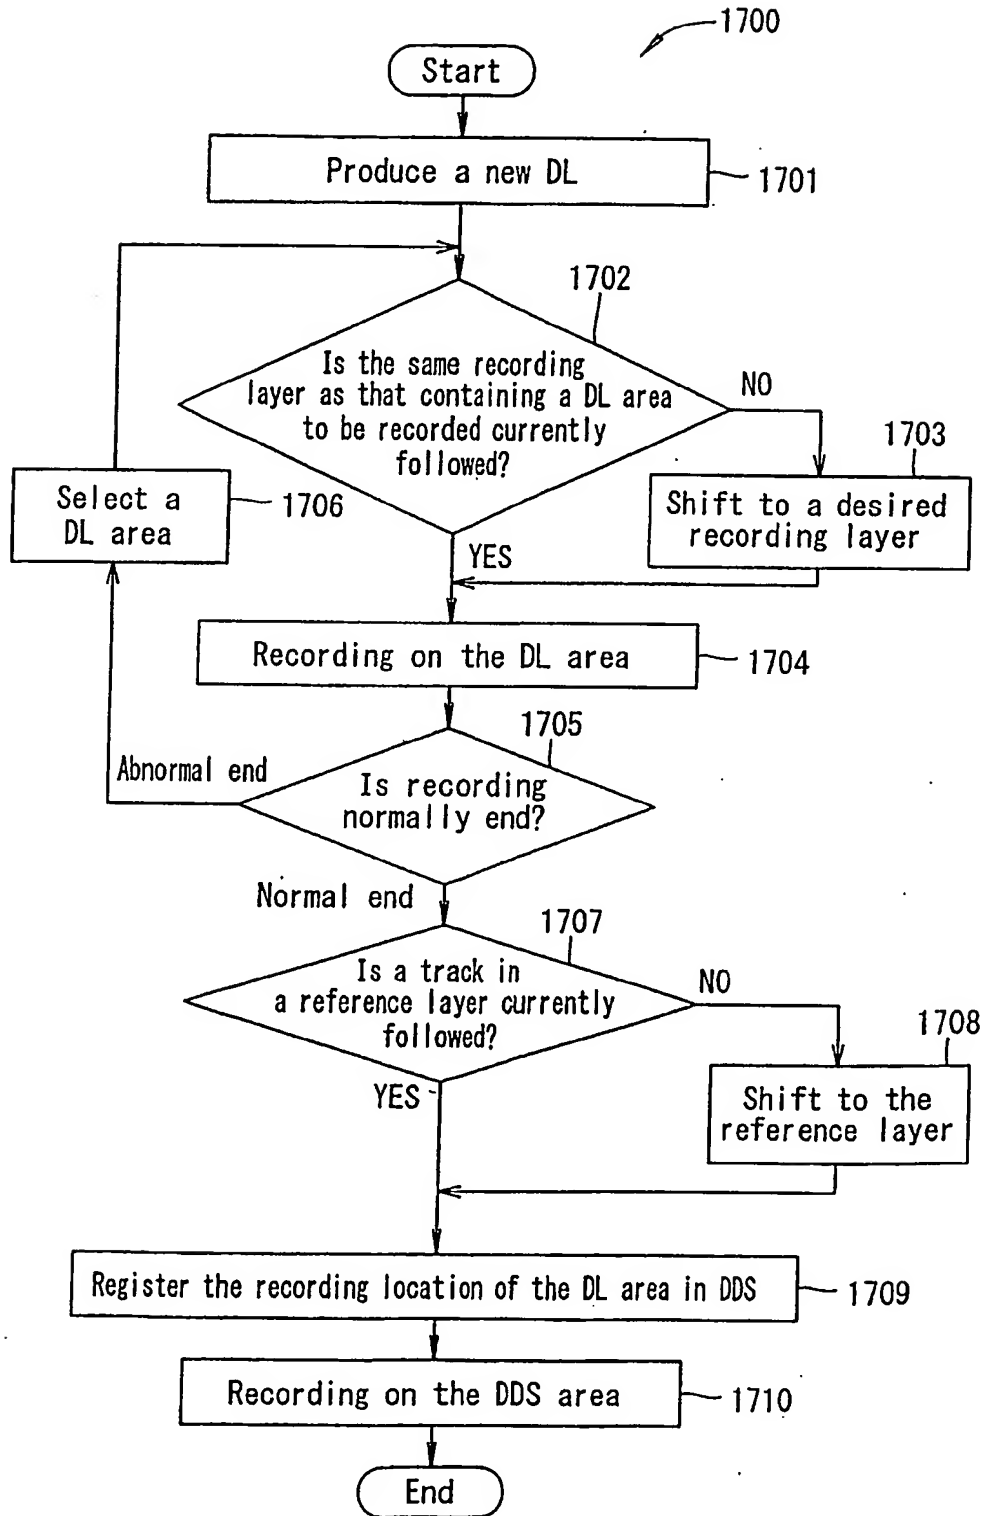 1700
Start
Produce a new DL
1701
1702
Is the same recording
layer as that containing a DL area
to be recorded currently
followed?
NO
1703
Shift to a desired
recording layer
Select a
DL area
1706
YES
Recording on the DL area
1704
1705
Abnormal end
Is recording
normally end?
Normal end
1707
Is a track in
a reference layer currently
followed?
NO
1708
Shift to the
reference layer
YES
Register the recording location of the DL area in DDS
1709
Recording on the DDS area
1710
End